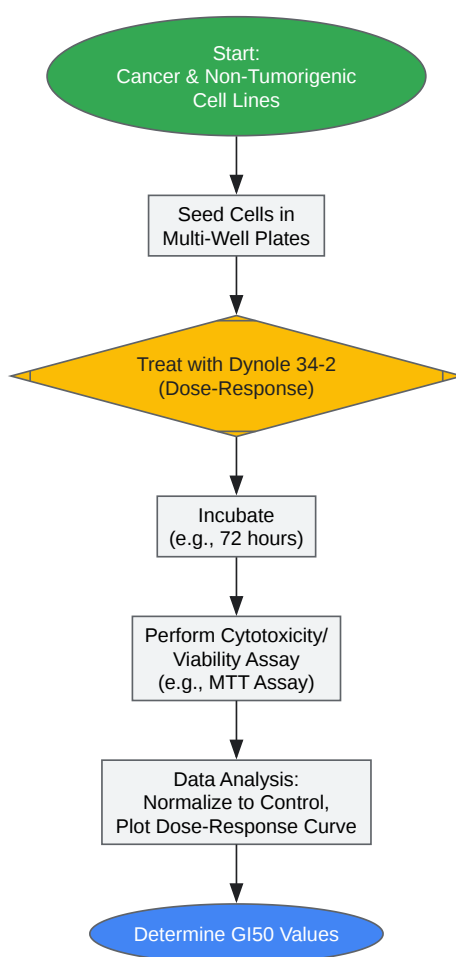 Start:
Cancer & Non-Tumorigenic
Cell Lines
Seed Cells in
Multi-Well Plates
Treat with Dynole 34-2
(Dose-Response)
Incubate
(e.g., 72 hours)
Perform Cytotoxicity/
Viability Assay
(e.g., MTT Assay)
Data Analysis:
Normalize to Control,
Plot Dose-Response Curve
Determine GI50 Values